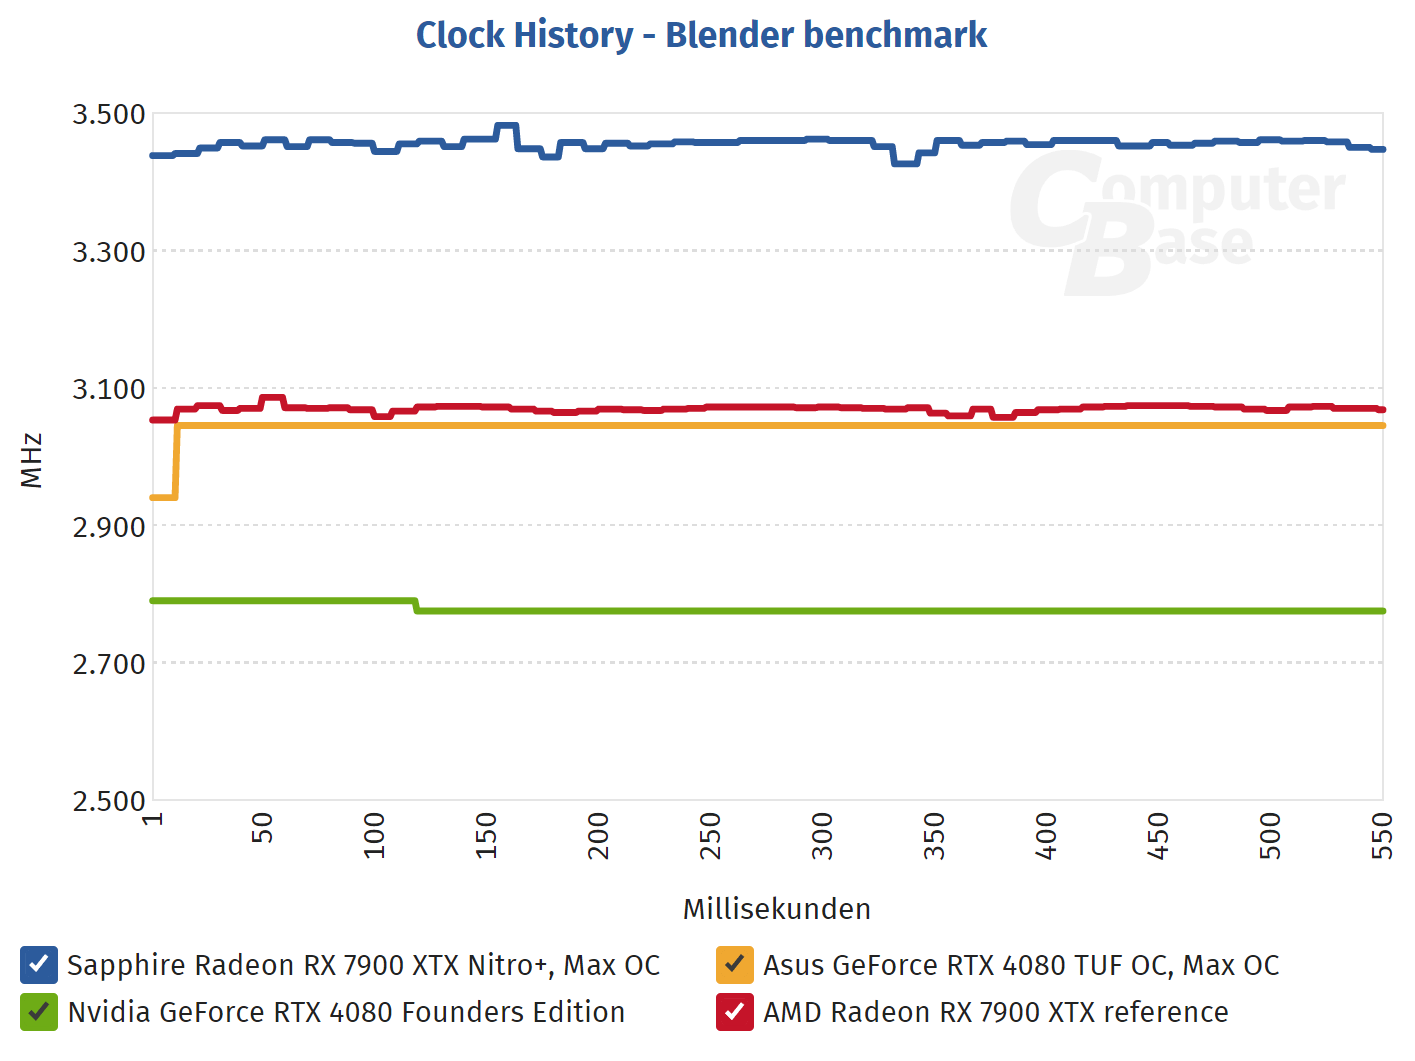 Clock History - Blender benchmark
3.500
3.300
3.100
2.900
2.700
2.500
MHz
Computer
Base
1 50 100 150 200 250 300 350 400 450 500 550
Millisekunden
Sapphire Radeon RX 7900 XTX Nitro+, Max OC
Asus GeForce RTX 4080 TUF OC, Max OC
Nvidia GeForce RTX 4080 Founders Edition
AMD Radeon RX 7900 XTX reference